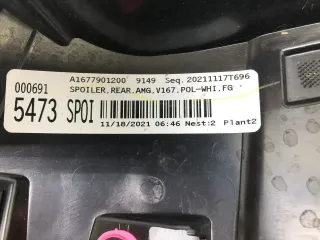 A1677901200 9149 Seq.20211117T696
000691 SPOILER,REAR,AMG,V167,POL-WHI,FG
5473 SPOI
11/18/2021 06:46 Nest:2 Plant2